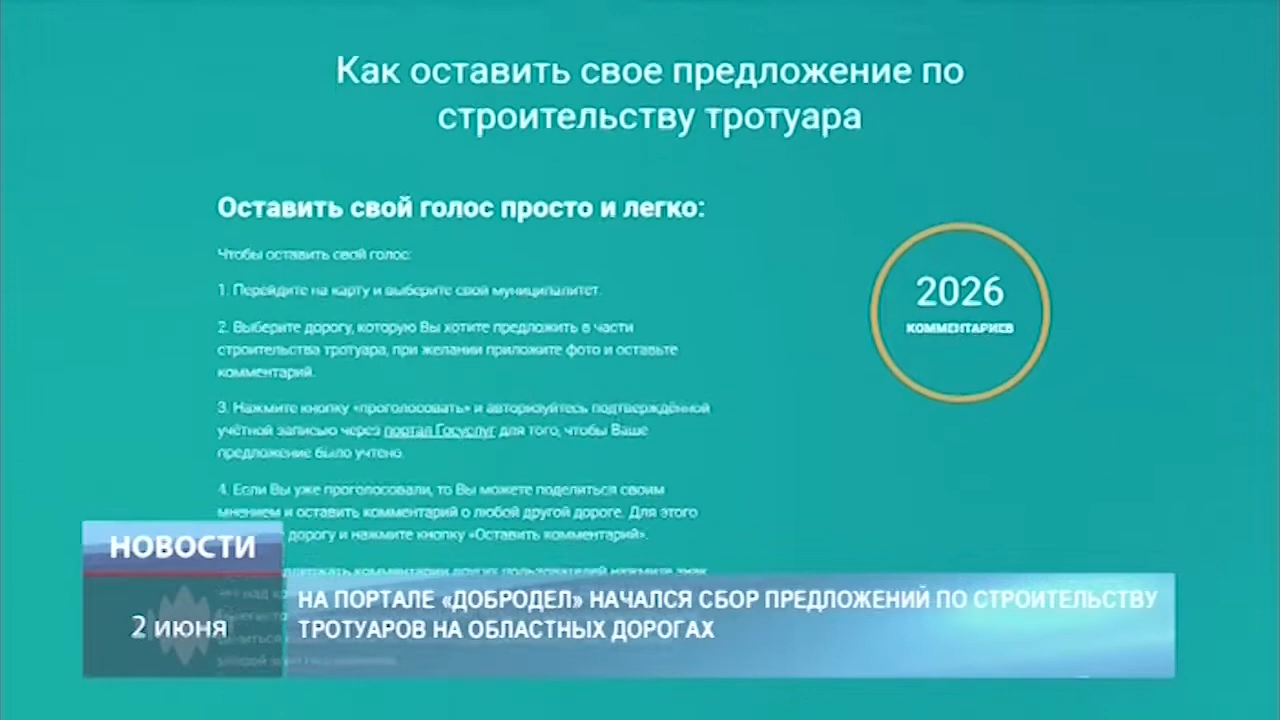 Как оставить свое предложение по
строительству тротуара
Оставить свой голос просто и легко:
Чтобы оставить свой голос:
1. Перейдите на карту и выберите свой муниципалитет.
2. Выберите дорогу, которую Вы хотите предложить в части
строительства тротуара, при желании приложите фото и оставьте
комментарий.
3. Нажмите кнопку «проголосовать» и авторизуйтесь подтверждённой
учётной записью через портал Госуслуг для того, чтобы Ваше
предложение было учтено.
4. Если Вы уже проголосовали, то Вы можете поделиться своим
мнением и оставить комментарий о любой другой дороге. Для этого
дорогу и нажмите кнопку «Оставить комментарий».
комментарии других пользователей нажмите знак
2026
КОММЕНТАРИЕВ
НОВОСТИ
2 июня
НА ПОРТАЛЕ «ДОБРОДЕЛ» НАЧАЛСЯ СБОР ПРЕДЛОЖЕНИЙ ПО СТРОИТЕЛЬСТВУ
ТРОТУАРОВ НА ОБЛАСТНЫХ ДОРОГАХ